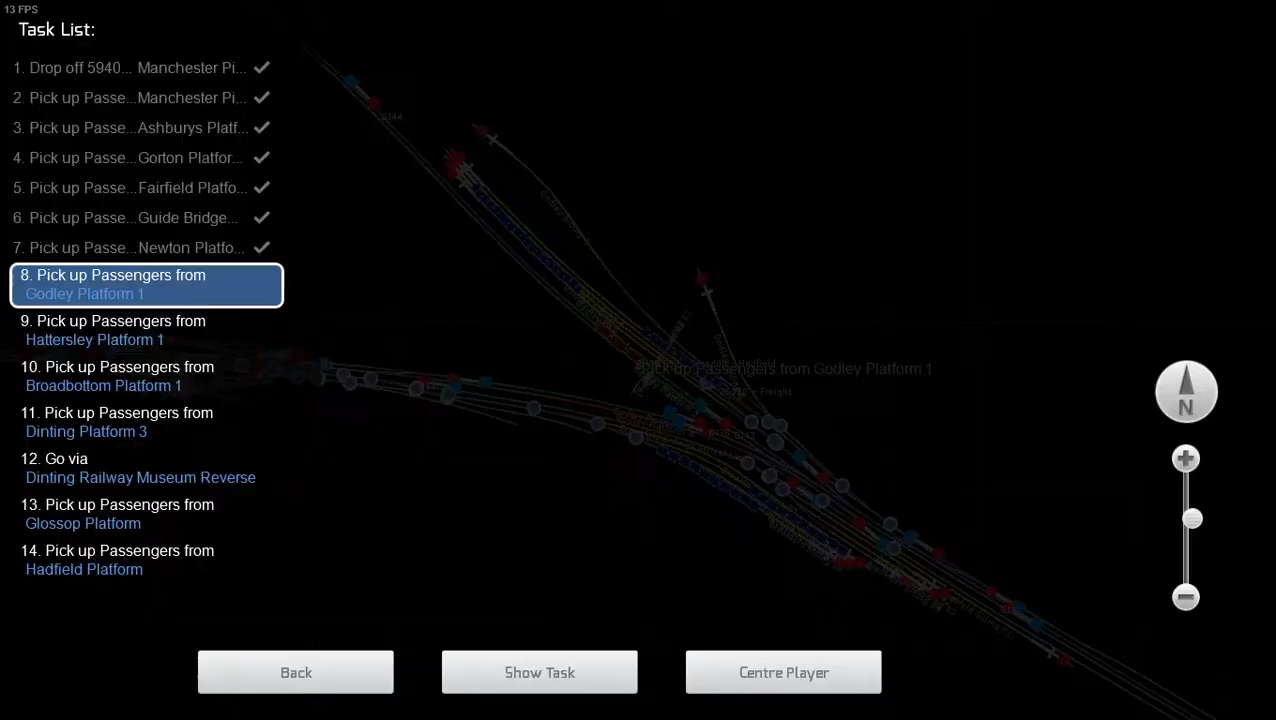 13 FPS
Task List:
1. Drop off 5940... Manchester Pi...
2. Pick up Passe...Manchester Pi...
3. Pick up Passe...Ashburys Platf...
4. Pick up Passe...Gorton Platfor...
5. Pick up Passe...Fairfield Platfo...
6. Pick up Passe...Guide Bridge...
7. Pick up Passe...Newton Platfo...
8. Pick up Passengers from
Godley Platform 1
9. Pick up Passengers from
Hattersley Platform 1
10. Pick up Passengers from
Broadbottom Platform 1
11. Pick up Passengers from
Dinting Platform 3
12. Go via
Dinting Railway Museum Reverse
13. Pick up Passengers from
Glossop Platform
14. Pick up Passengers from
Hadfield Platform
Pick up Passengers from Godley Platform 1
Freight
N
Back
Show Task
Centre Player